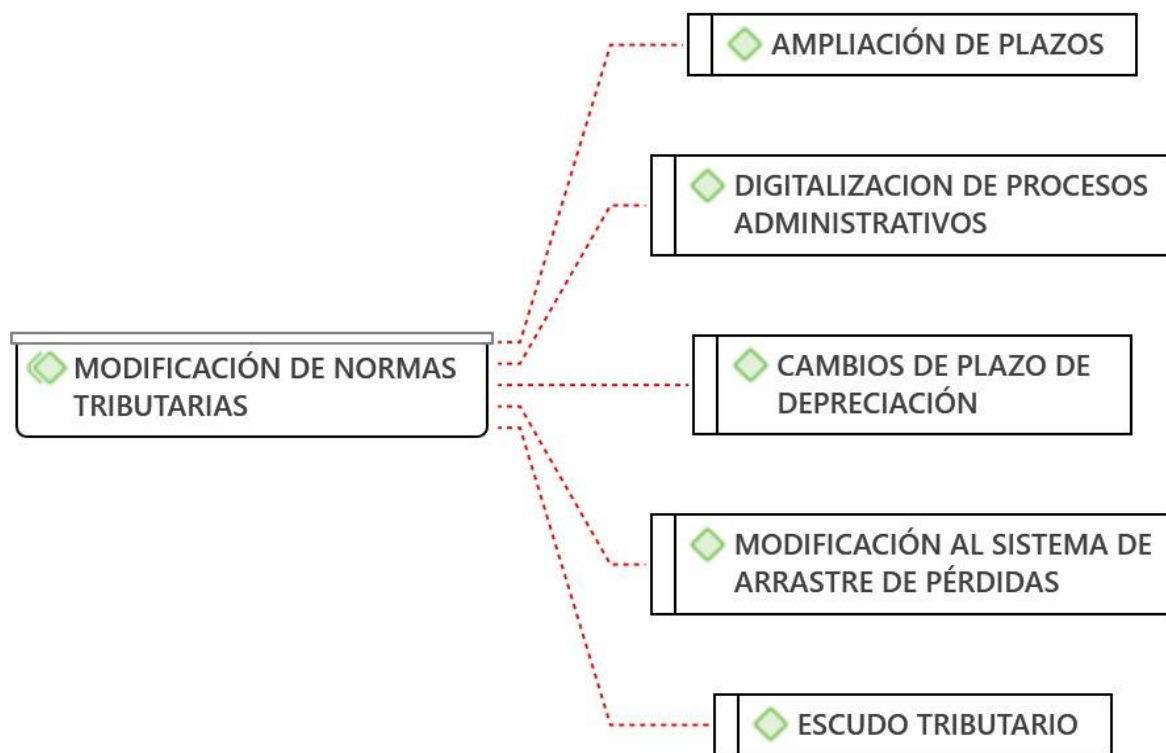 AMPLIACIÓN DE PLAZOS
DIGITALIZACION DE PROCESOS
ADMINISTRATIVOS
MODIFICACIÓN DE NORMAS
TRIBUTARIAS
CAMBIOS DE PLAZO DE
DEPRECIACIÓN
MODIFICACIÓN AL SISTEMA DE
ARRASTRE DE PÉRDIDAS
ESCUDO TRIBUTARIO